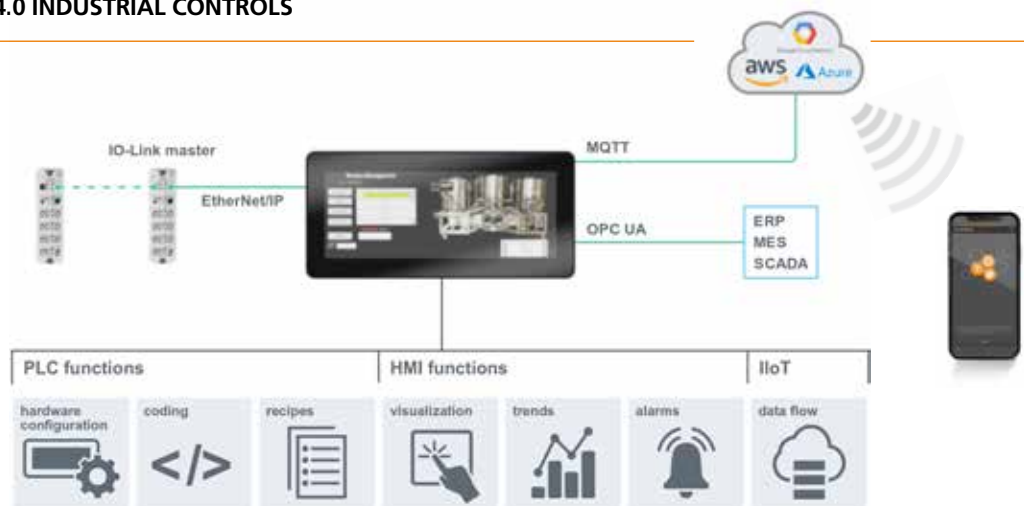 4.0 INDUSTRIAL CONTROLS
aws Azure
IO-Link master
MQTT
EtherNet/IP
OPC UA
ERP
MES
SCADA
PLC functions
HMI functions
IIoT
hardware
configuration
coding
</>
recipes
visualization
trends
alarms
data flow